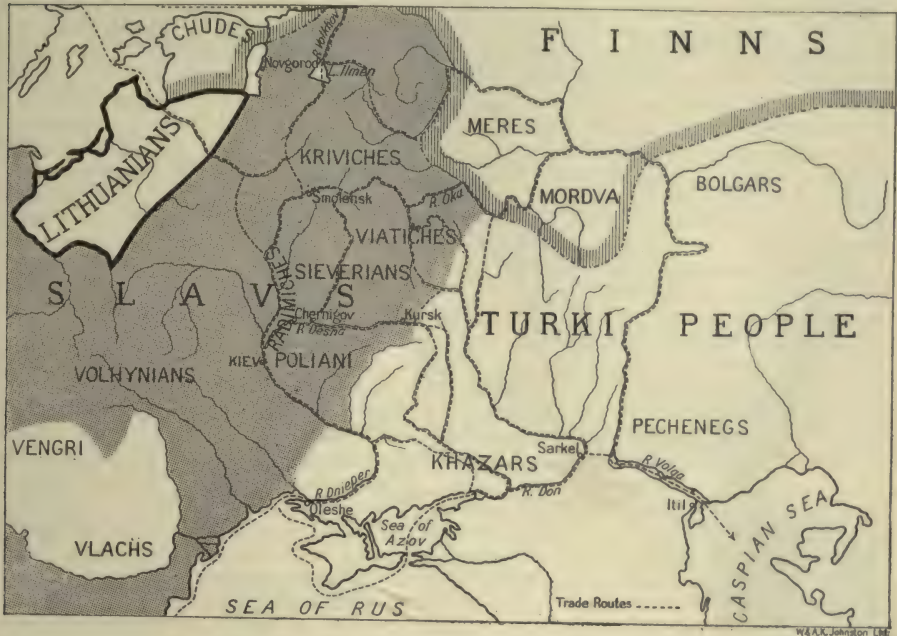 CHUDES
FINNS
R. Volkhov
Novgorod
L. Ilmen
MERES
LITHUANIANS
KRIVICHES
MORDVA
BOLGARS
Smolensk
R. Oka
VIATICHES
SIEVERIANS
SLAVS
RADIMICHES
Chernigov
R. Desna
Kursk
TURKI PEOPLE
KIEV
POLIANI
VOLHYNIANS
VENGRI
PECHENEGS
Sarkel
KHAZARS
R. Volga
R. Dnieper
R. Don
Oleshe
Itil
Sea of
Azov
VLACHS
CASPIAN SEA
SEA OF RUS
Trade Routes
W.& A.K. Johnston Ltd.